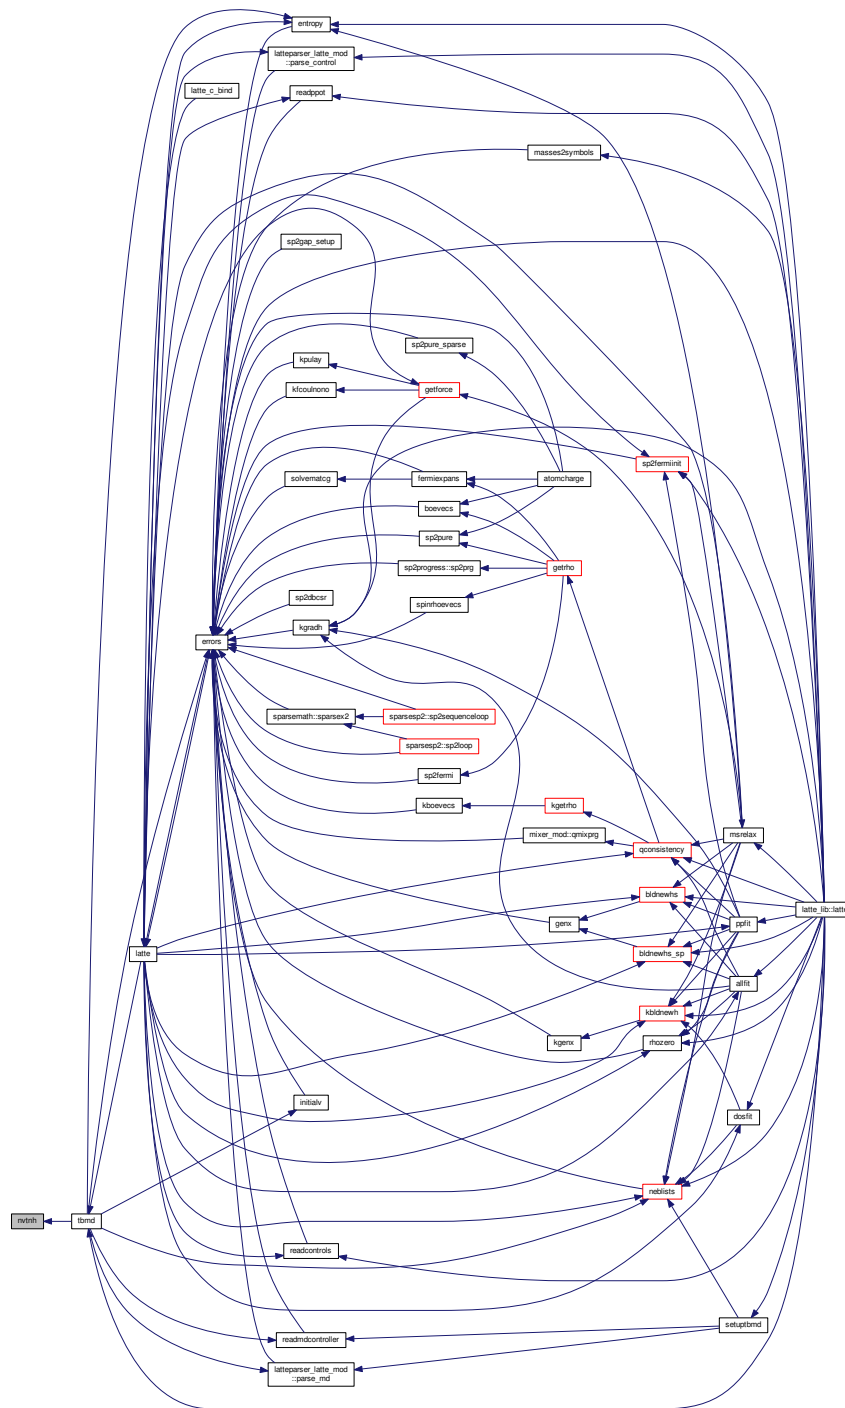 entropy
latteparser_latte_mod
::parse_control
latte_c_bind
readppot
masses2symbols
sp2gap_setup
sp2pure_sparse
kpulay
kfcoulnono
getforce
sp2fermiinit
solvematcg
fermiexpans
atomcharge
boevecs
sp2pure
sp2progress::sp2prg
getrho
sp2dbcsr
spinrhoevecs
kgradh
errors
sparsemath::sparsex2
sparsesp2::sp2sequenceloop
sparsesp2::sp2loop
sp2fermi
kboevecs
kgetrho
mixer_mod::qmixprg
msrelax
qconsistency
bldnewhs
latte_lib::latte
genx
ppfit
latte
bldnewhs_sp
allfit
kbldnewh
kgenx
rhozero
initialv
dosfit
neblists
nvtnh
tbmd
readcontrols
setuptbmd
readmdcontroller
latteparser_latte_mod
::parse_md